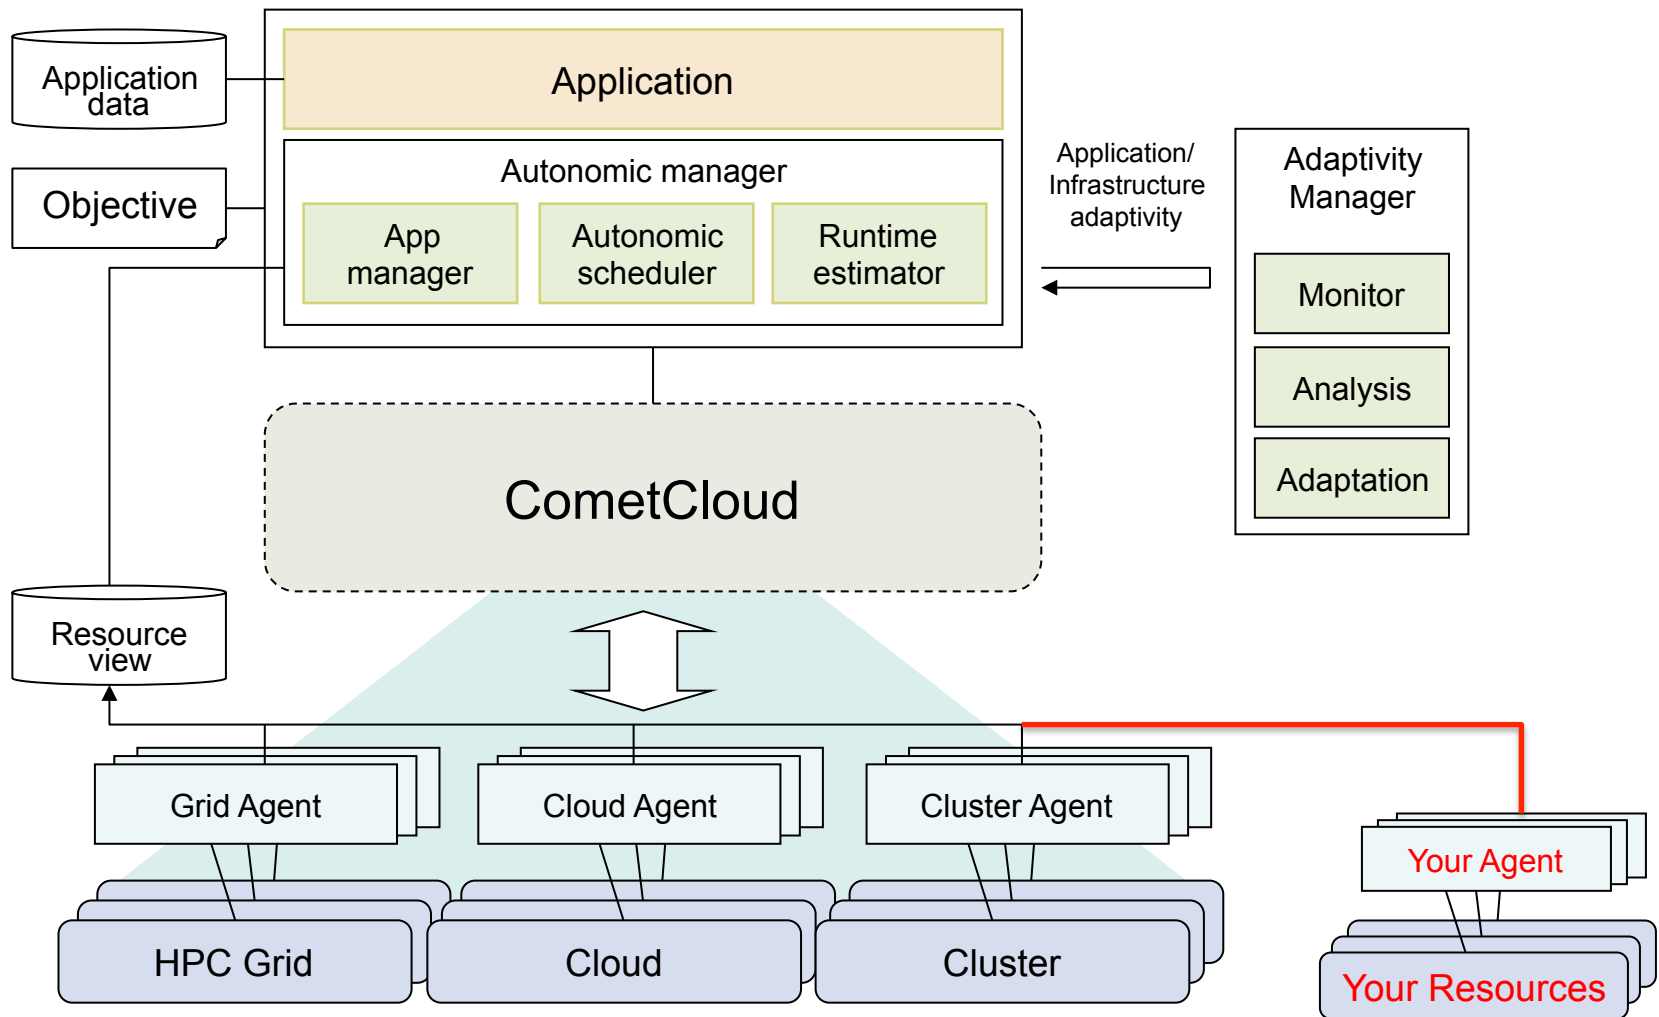 Application
data
Application
Objective
Autonomic manager
App
manager
Autonomic
scheduler
Runtime
estimator
Application/
Infrastructure
adaptivity
Adaptivity
Manager
Monitor
Analysis
Adaptation
CometCloud
Resource
view
Grid Agent
Cloud Agent
Cluster Agent
Your Agent
HPC Grid
Cloud
Cluster
Your Resources